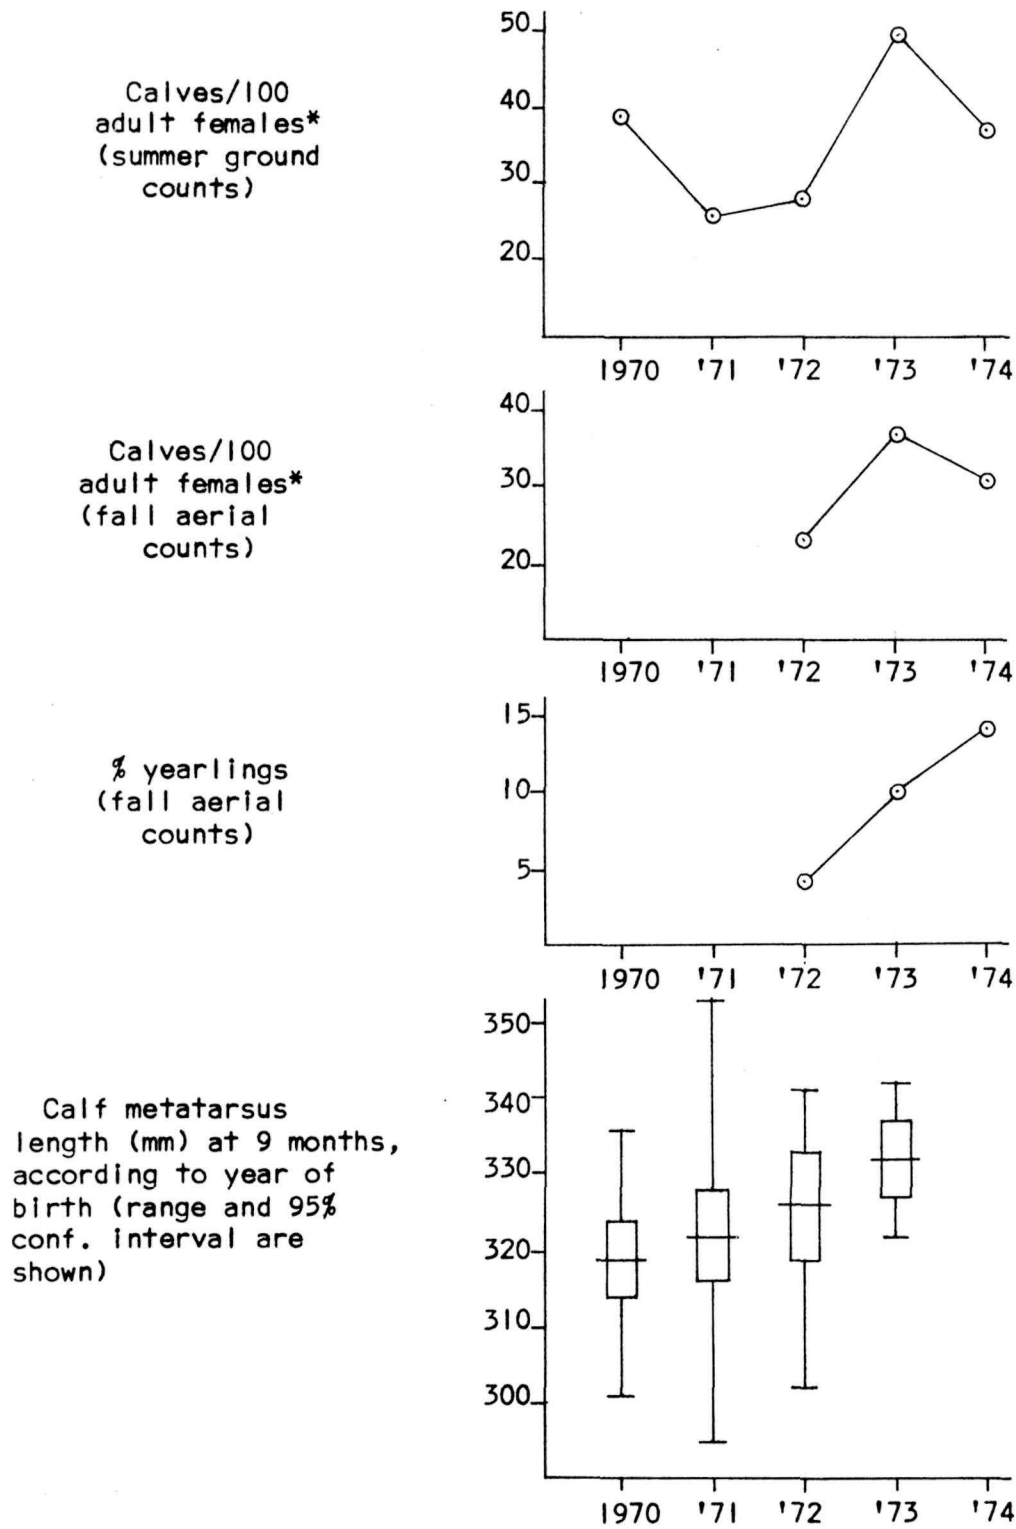 Calves/100
adult females*
(summer ground
counts)
50
40
30
20
1970 '71 '72 '73 '74
Calves/100
adult females*
(fall aerial
counts)
40
30
20
1970 '71 '72 '73 '74
% yearlings
(fall aerial
counts)
15
10
5
1970 '71 '72 '73 '74
Calf metatarsus
length (mm) at 9 months,
according to year of
birth (range and 95%
conf. interval are
shown)
350
340
330
320
310
300
1970 '71 '72 '73 '74